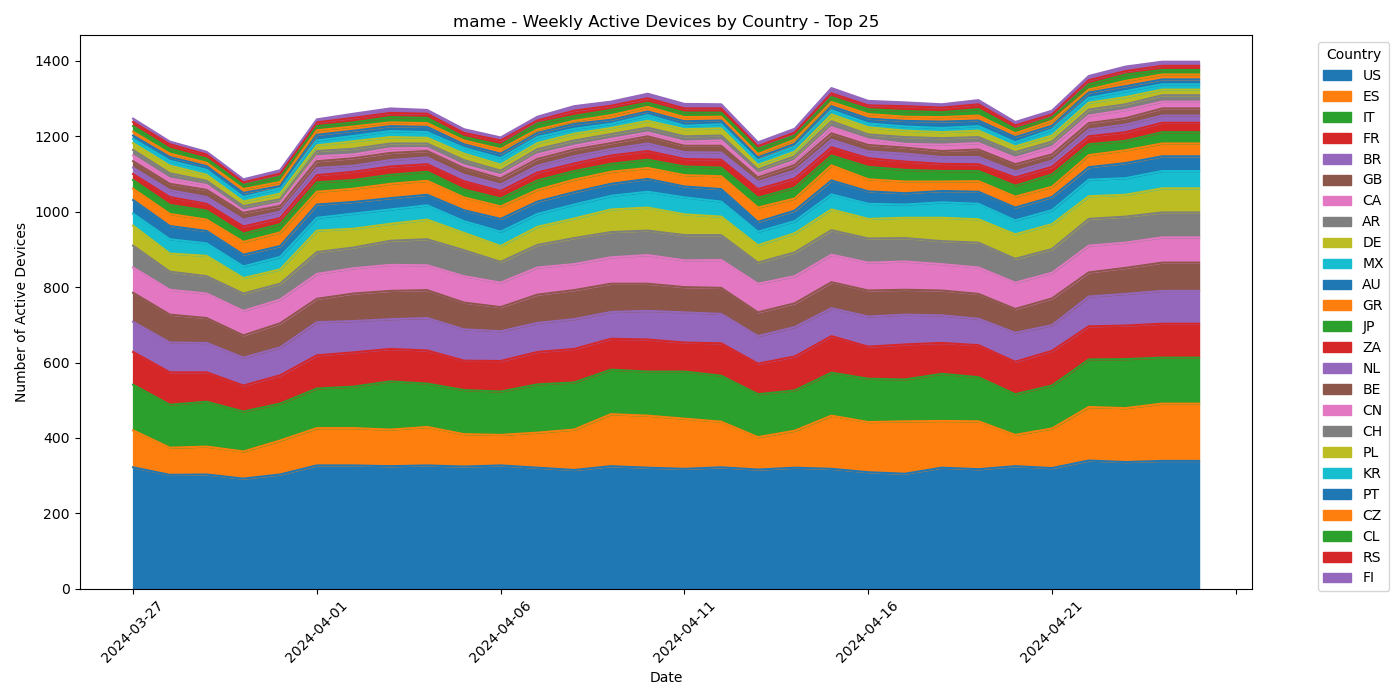 mame - Weekly Active Devices by Country - Top 25
Number of Active Devices
1400
1200
1000
800
600
400
200
0
2024-03-27
2024-04-01
2024-04-06
2024-04-11
2024-04-16
2024-04-21
Date
Country
US
ES
IT
FR
BR
GB
CA
AR
DE
MX
AU
GR
JP
ZA
NL
BE
CN
CH
PL
KR
PT
CZ
CL
RS
FI